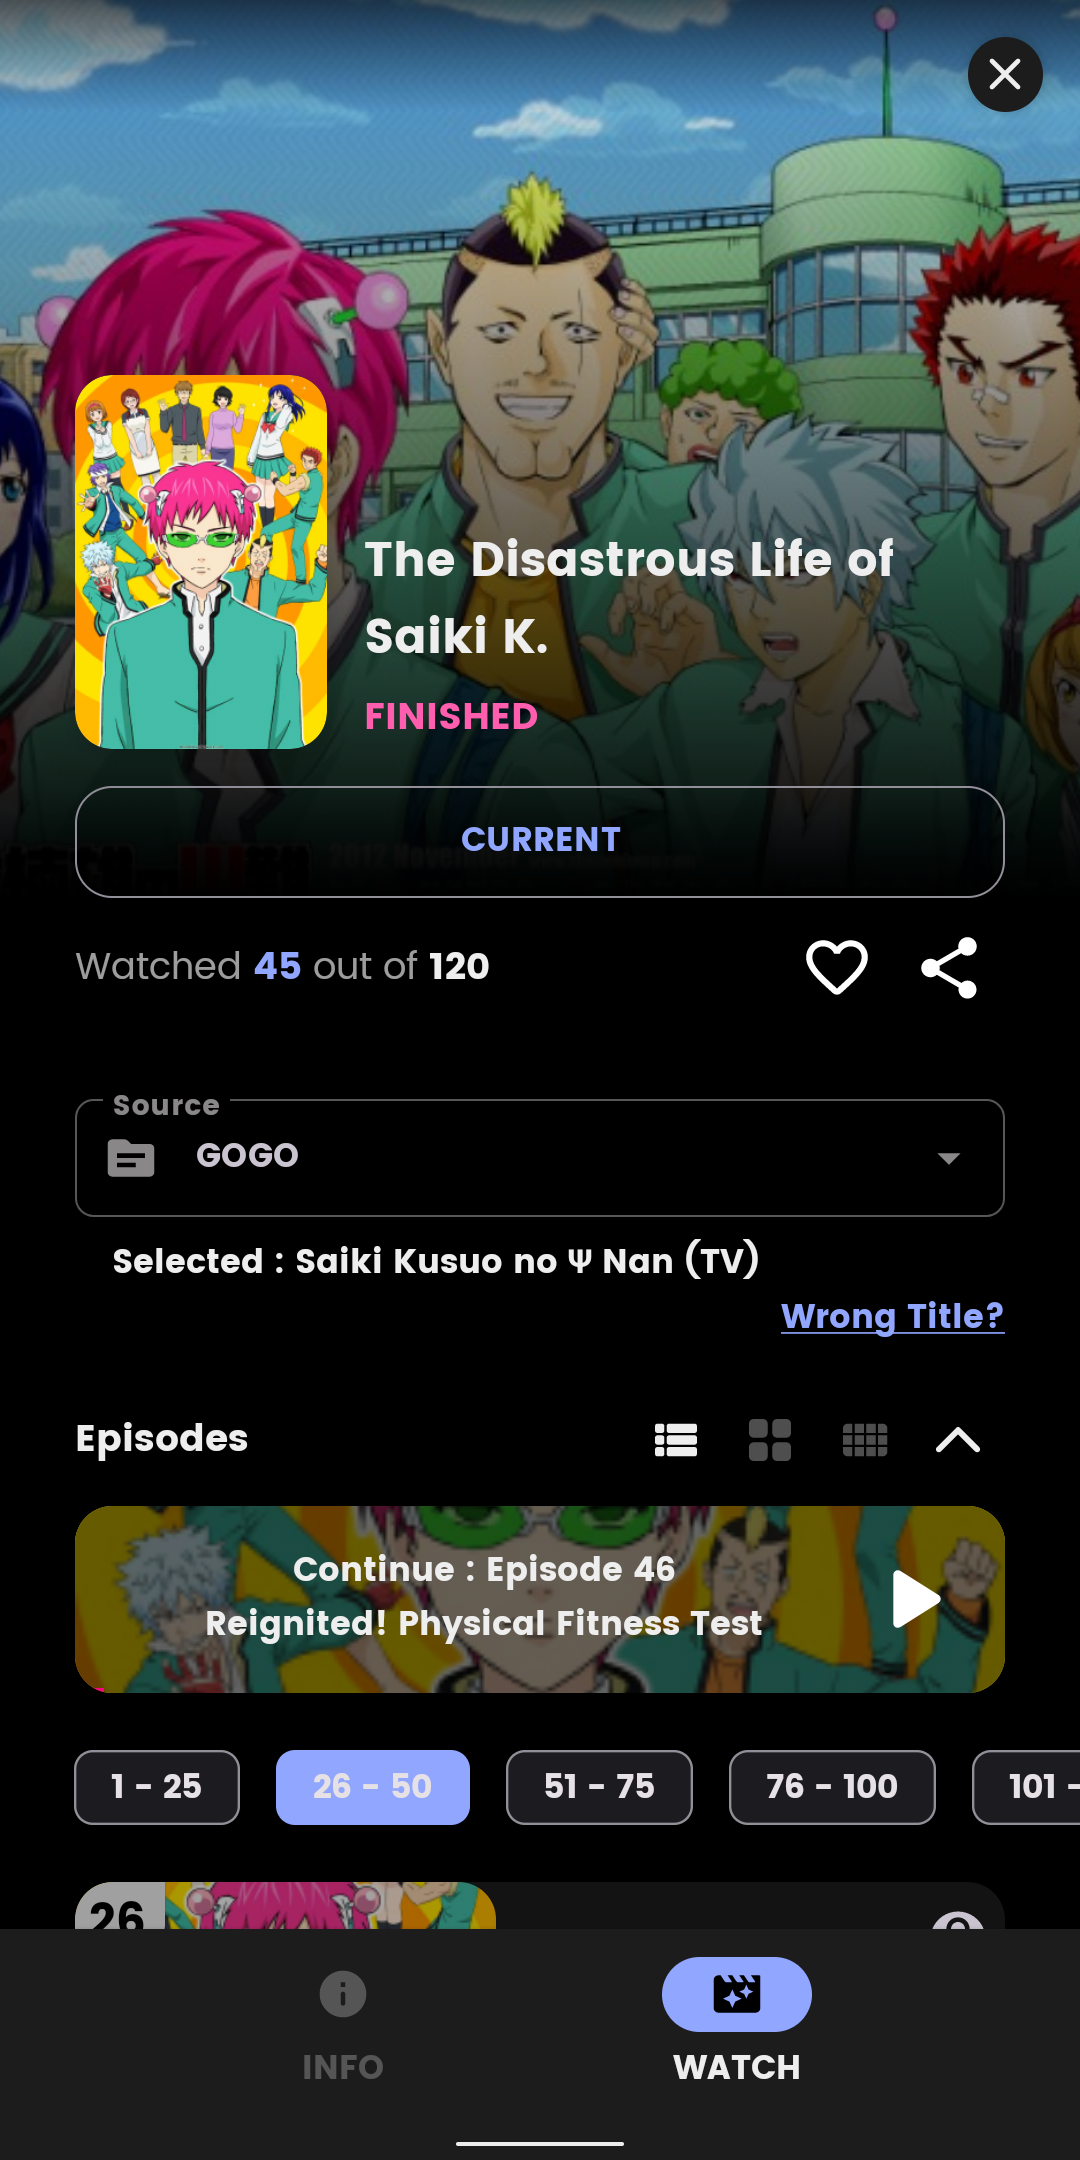 The Disastrous Life of
Saiki K.
FINISHED
CURRENT
Watched 45 out of 120
Source
GOGO
Selected : Saiki Kusuo no Ψ Nan (TV)
Wrong Title?
Episodes
Continue : Episode 46
Reignited! Physical Fitness Test
1 - 25
26 - 50
51 - 75
76 - 100
101 -
26
INFO
WATCH